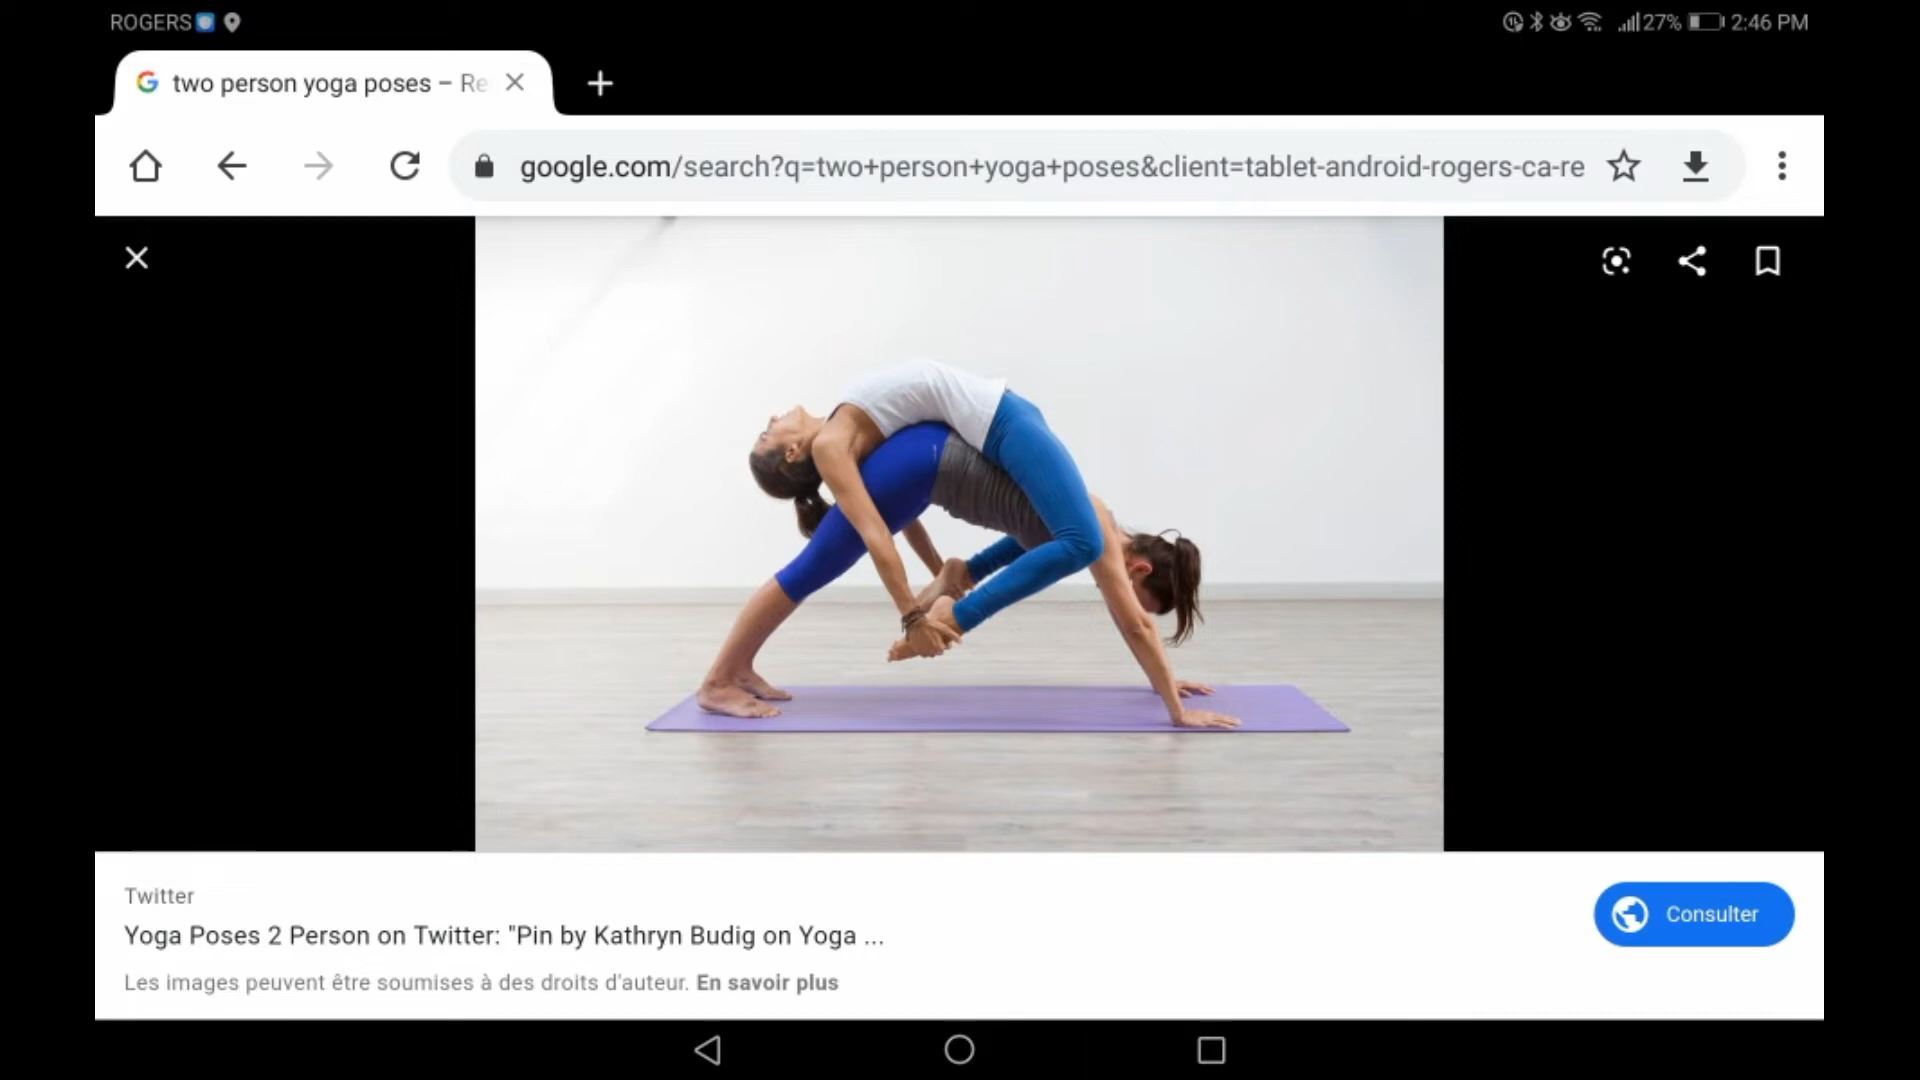 ROGERS
27% 2:46 PM
two person yoga poses – Re
google.com/search?q=two+person+yoga+poses&client=tablet-android-rogers-ca-re
Twitter
Yoga Poses 2 Person on Twitter: "Pin by Kathryn Budig on Yoga ...
Consulter
Les images peuvent être soumises à des droits d'auteur. En savoir plus